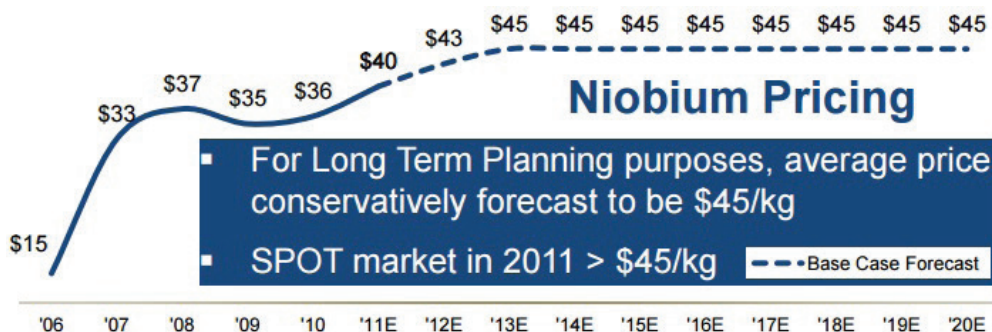 $45 $45 $45 $45 $45 $45 $45 $45
$43
$40
$37
$36
$35
$33
$15
Niobium Pricing
▪ For Long Term Planning purposes, average price
conservatively forecast to be $45/kg
▪ SPOT market in 2011 > $45/kg
Base Case Forecast
'06 '07 '08 '09 '10 '11E '12E '13E '14E '15E '16E '17E '18E '19E '20E